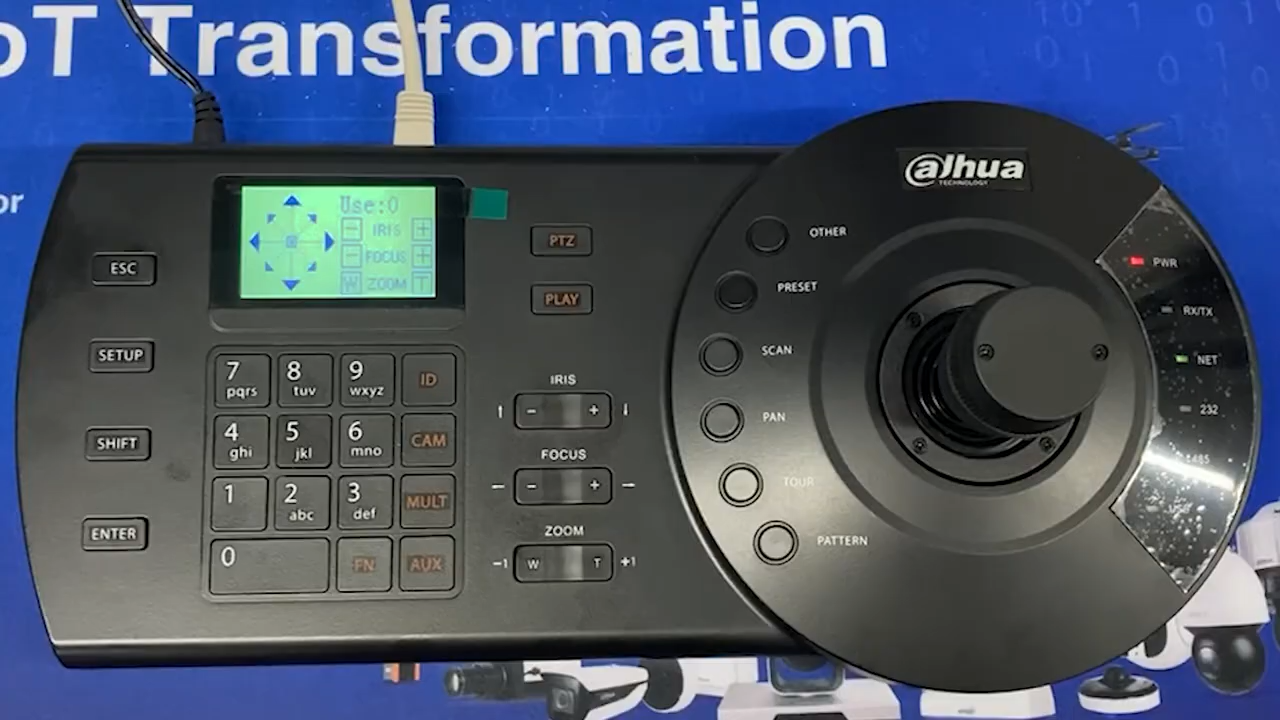 oT Transformation
or
alhua
TECHNOLOGY
Use:0
IRIS
FOCUS
W ZOOM T
ESC
SETUP
SHIFT
ENTER
PTZ
PLAY
7 pqrs
8 tuv
9 wxyz
ID
4 ghi
5 jkl
6 mno
CAM
1
2 abc
3 def
MULT
0
FN
AUX
IRIS
- +
FOCUS
- +
ZOOM
-1 W T +1
OTHER
PRESET
SCAN
PAN
TOUR
PATTERN
PWR
RX/TX
NET
232
485